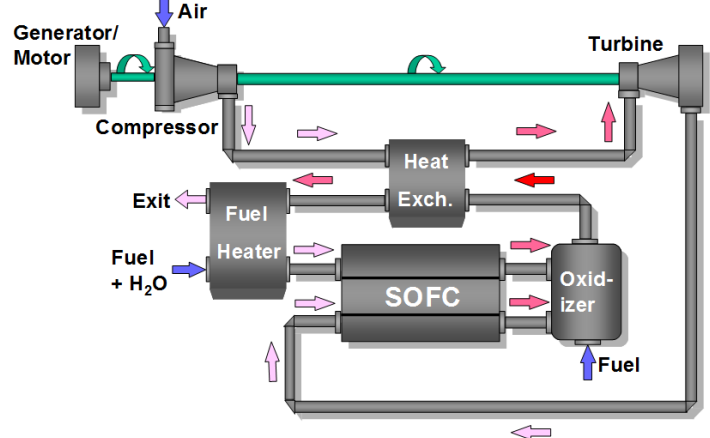 Air
Generator/
Motor
Turbine
Compressor
Heat
Exch.
Exit
Fuel
Heater
Fuel
+ H₂O
SOFC
Oxid-
izer
Fuel